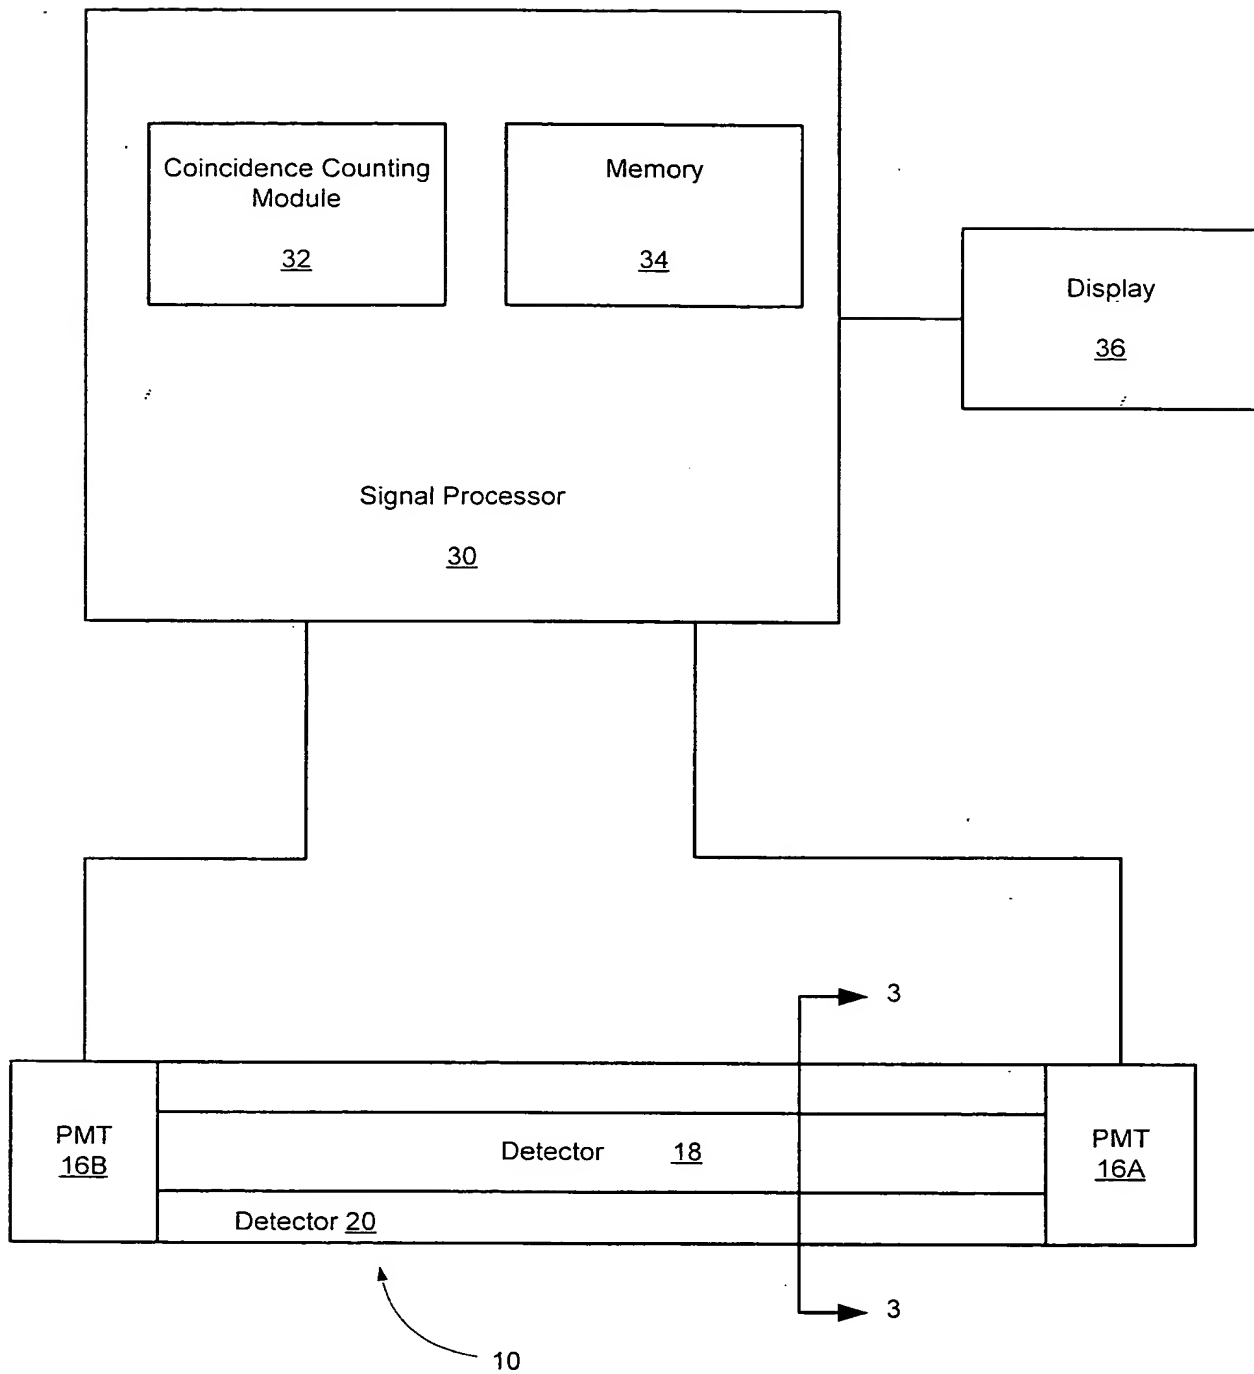 Coincidence Counting
Module
32
Memory
34
Display
36
Signal Processor
30
3
PMT
16B
Detector 18
PMT
16A
Detector 20
3
10